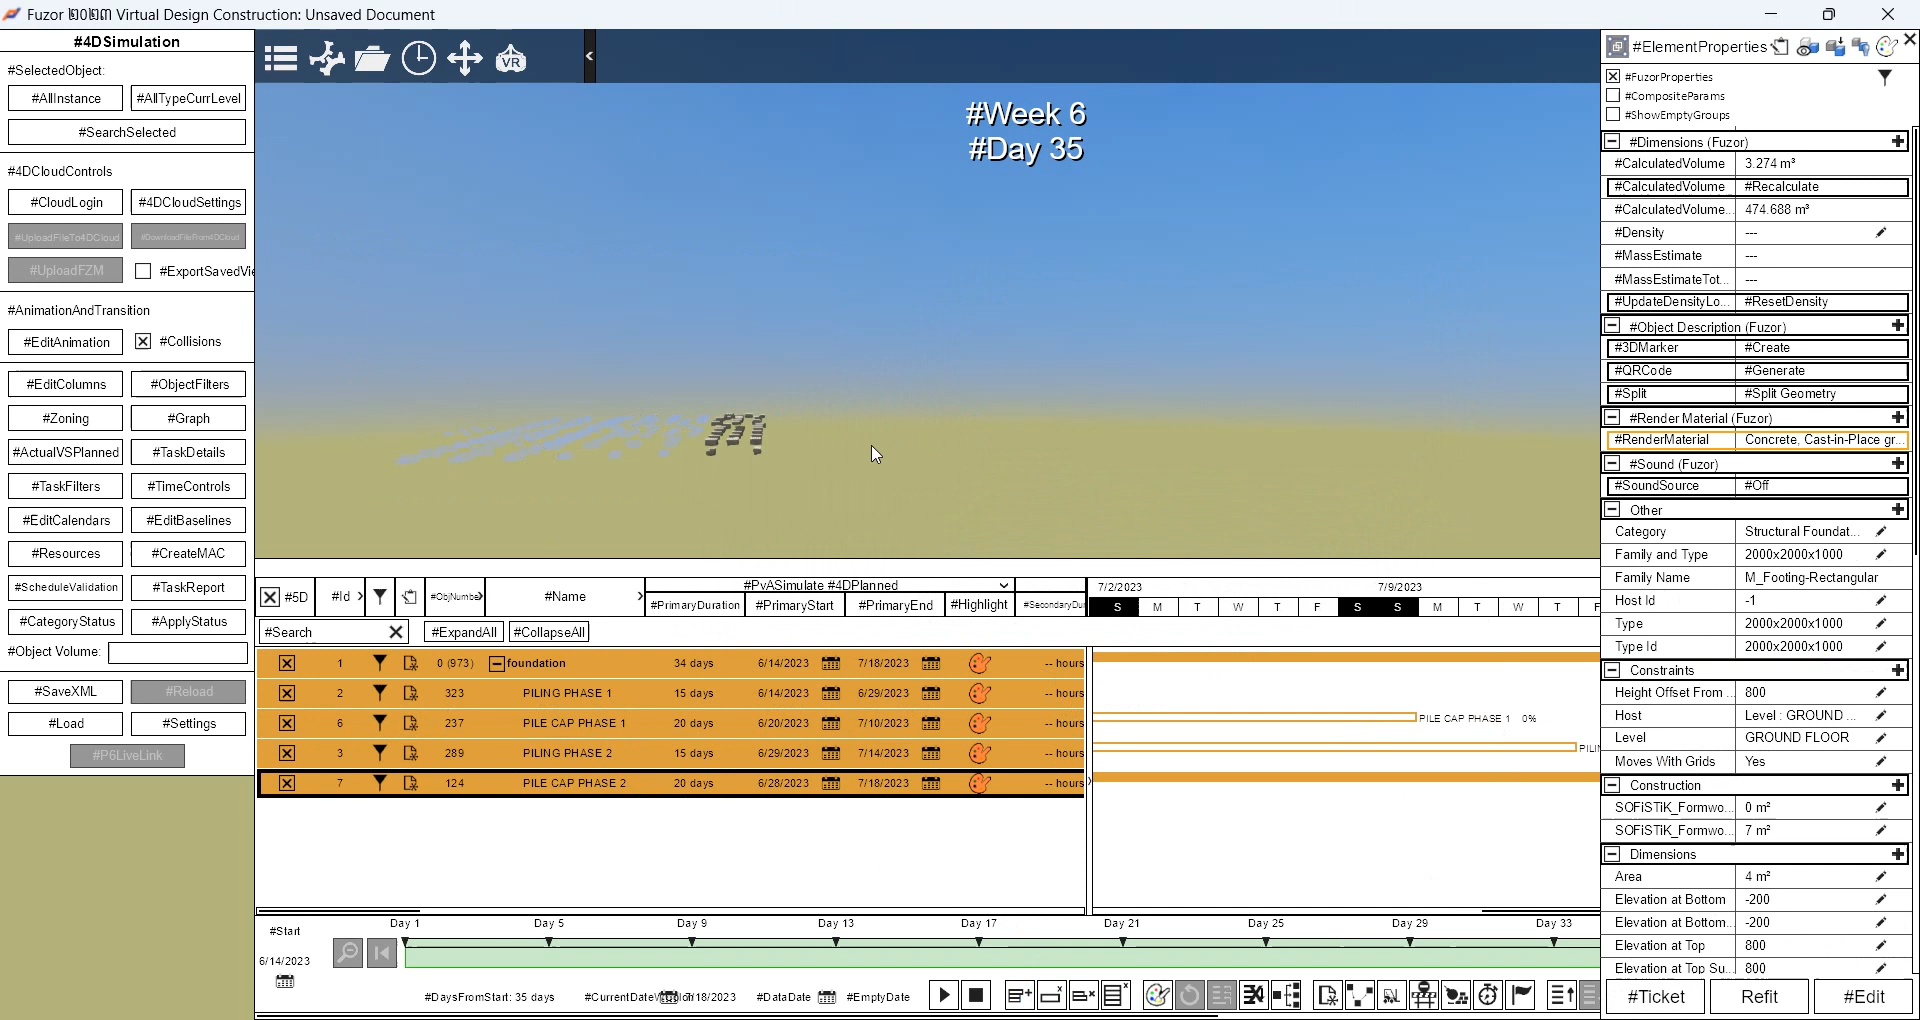 Fuzor Virtual Design Construction: Unsaved Document
#4DSimulation
#SelectedObject:
#AllInstance #AllTypeCurrLevel
#SearchSelected
#4DCloudControls
#CloudLogin #4DCloudSettings
#UploadFileTo4DCloud #DownloadFileFrom4DCloud
#UploadFZM #ExportSavedVie
#AnimationAndTransition
#EditAnimation #Collisions
#EditColumns #ObjectFilters
#Zoning #Graph
#ActualVSPlanned #TaskDetails
#TaskFilters #TimeControls
#EditCalendars #EditBaselines
#Resources #CreateMAC
#ScheduleValidation #TaskReport
#CategoryStatus #ApplyStatus
#Object Volume:
#SaveXML #Reload
#Load #Settings
#P6LiveLink
VR
#Week 6
#Day 35
#5D #Id #ObjNumber #Name
#PvASimulate #4DPlanned
#PrimaryDuration #PrimaryStart #PrimaryEnd #Highlight #SecondaryDu
7/2/2023 7/9/2023
S M T W T F S S M T W T F
#Search #ExpandAll #CollapseAll
1 0 (973) foundation 34 days 6/14/2023 7/18/2023 -- hours
2 323 PILING PHASE 1 15 days 6/14/2023 6/29/2023 -- hours
6 237 PILE CAP PHASE 1 20 days 6/20/2023 7/10/2023 -- hours
PILE CAP PHASE 1 0%
3 289 PILING PHASE 2 15 days 6/29/2023 7/14/2023 -- hours
PILI
7 124 PILE CAP PHASE 2 20 days 6/28/2023 7/18/2023 -- hours
#Start
6/14/2023
Day 1 Day 5 Day 9 Day 13 Day 17 Day 21 Day 25 Day 29 Day 33
#DaysFromStart: 35 days 7/18/2023 #DataDate #EmptyDate
#ElementProperties
#FuzorProperties
#CompositeParams
#ShowEmptyGroups
#Dimensions (Fuzor)
#CalculatedVolume 3.274 m³
#CalculatedVolume #Recalculate
#CalculatedVolume... 474.688 m³
#Density ---
#MassEstimate ---
#MassEstimateTot... ---
#UpdateDensityLo... #ResetDensity
#Object Description (Fuzor)
#3DMarker #Create
#QRCode #Generate
#Split #Split Geometry
#Render Material (Fuzor)
#RenderMaterial Concrete, Cast-in-Place gr...
#Sound (Fuzor)
#SoundSource #Off
Other
Category Structural Foundat...
Family and Type 2000x2000x1000
Family Name M_Footing-Rectangular
Host Id -1
Type 2000x2000x1000
Type Id 2000x2000x1000
Constraints
Height Offset From ... 800
Host Level : GROUND ...
Level GROUND FLOOR
Moves With Grids Yes
Construction
SOFiSTiK_Formwo... 0 m²
SOFiSTiK_Formwo... 7 m²
Dimensions
Area 4 m²
Elevation at Bottom -200
Elevation at Bottom... -200
Elevation at Top 800
Elevation at Top Su... 800
#Ticket Refit #Edit